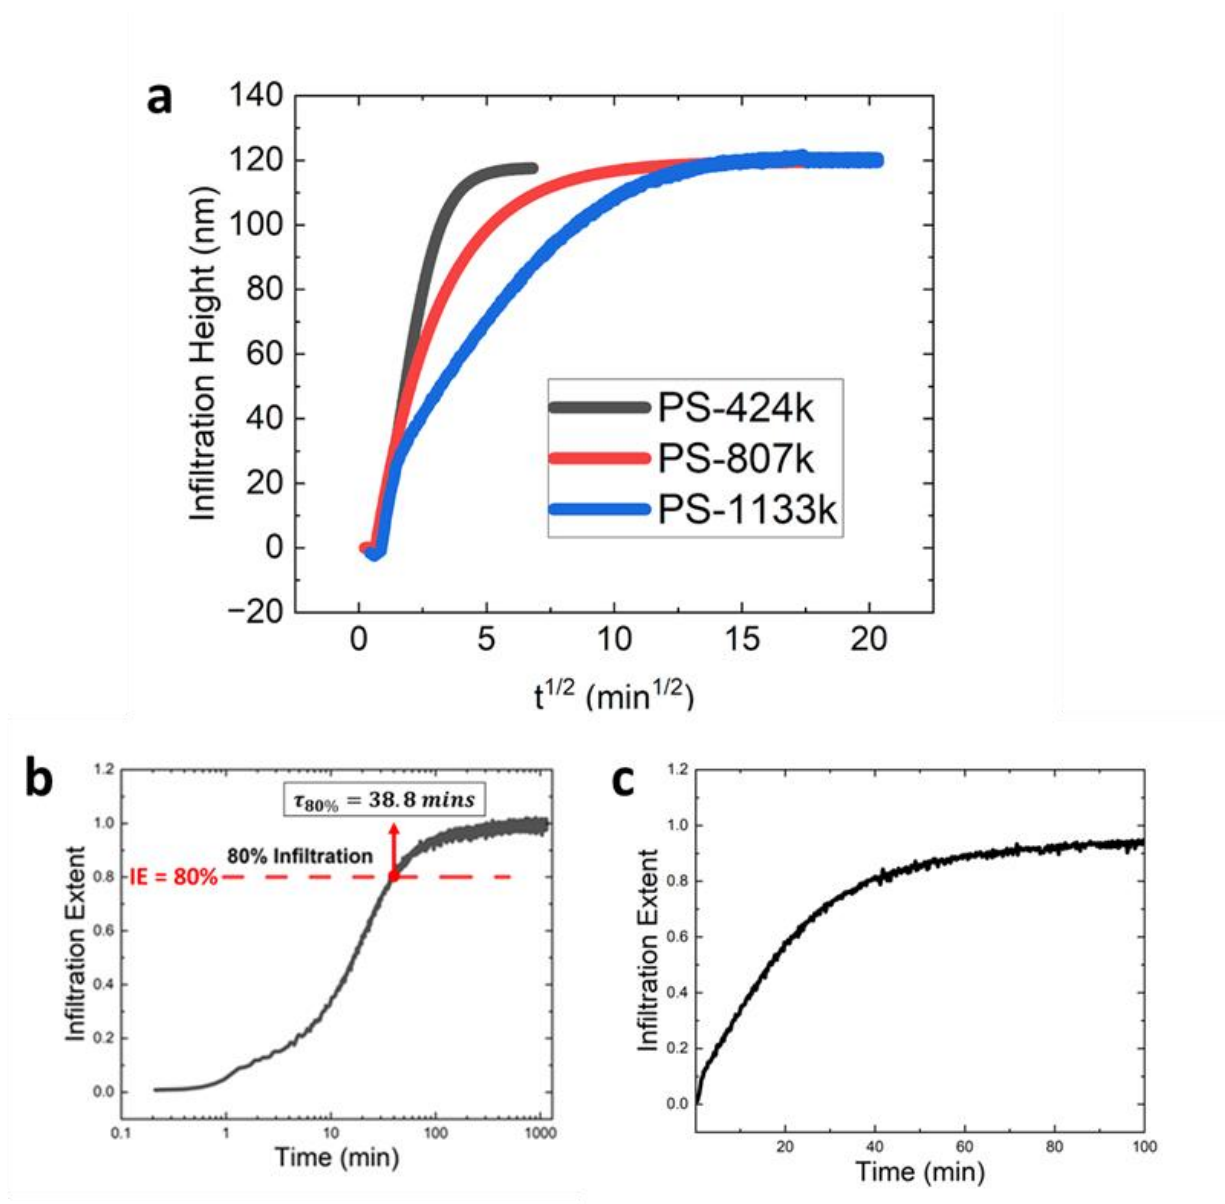 a
Infiltration Height (nm)
140
120
100
80
60
40
20
0
−20
0 5 10 15 20
t1/2 (min1/2)
PS-424k
PS-807k
PS-1133k
b
Infiltration Extent
1.2
1.0
0.8
0.6
0.4
0.2
0.0
τ80% = 38.8 mins
80% Infiltration
IE = 80%
0.1 1 10 100 1000
Time (min)
c
Infiltration Extent
1.2
1.0
0.8
0.6
0.4
0.2
0.0
20 40 60 80 100
Time (min)